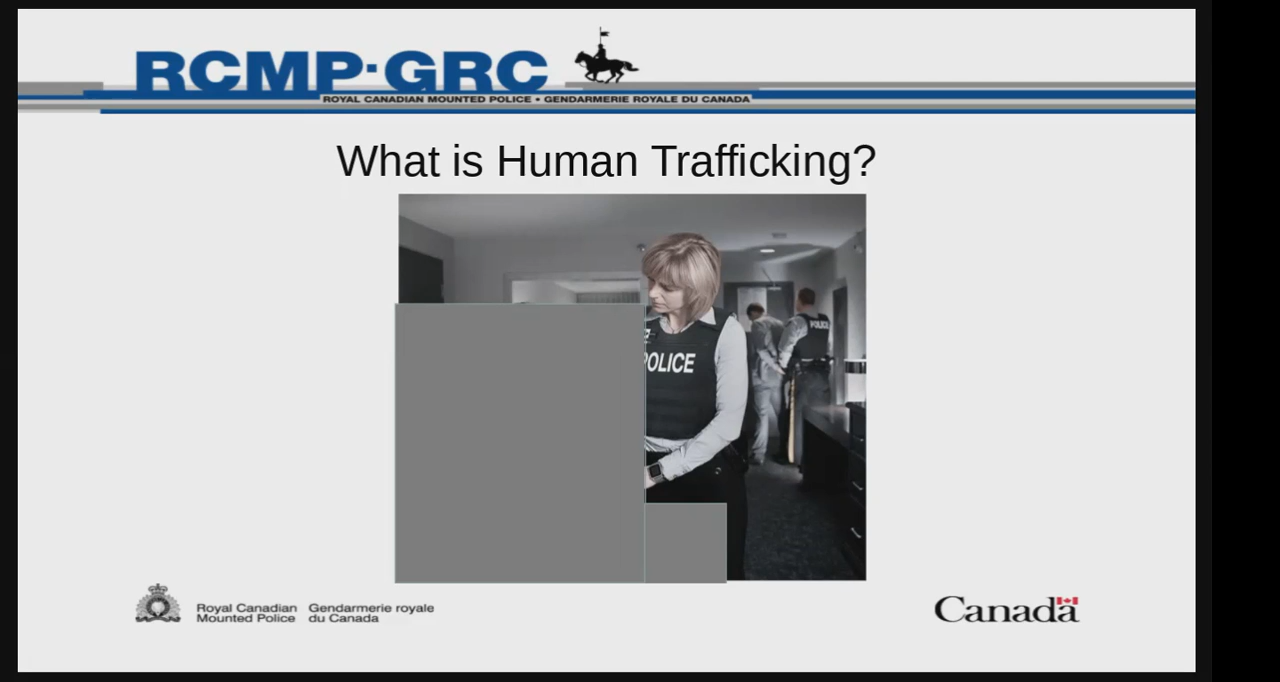 RCMP·GRC
ROYAL CANADIAN MOUNTED POLICE • GENDARMERIE ROYALE DU CANADA
What is Human Trafficking?
POLICE
POLICE
Royal Canadian Gendarmerie royale
Mounted Police du Canada
Canada